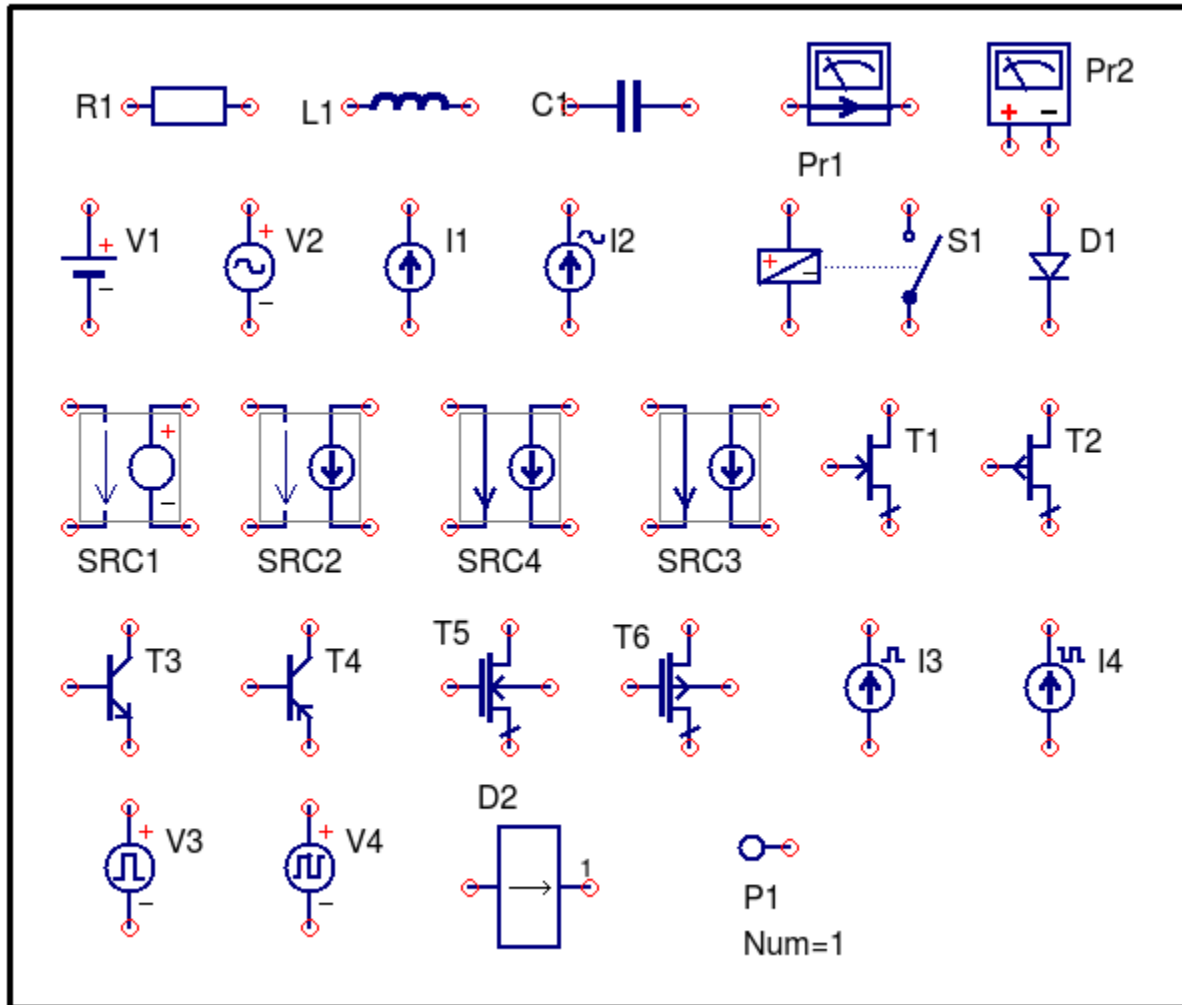 R1
L1
C1
Pr1
+
−
Pr2
+
−
V1
+
−
V2
I1
I2
+
−
S1
D1
SRC1
+
−
SRC2
SRC4
SRC3
T1
T2
T3
T4
T5
T6
I3
I4
+
−
V3
+
−
V4
D2
1
P1
Num=1